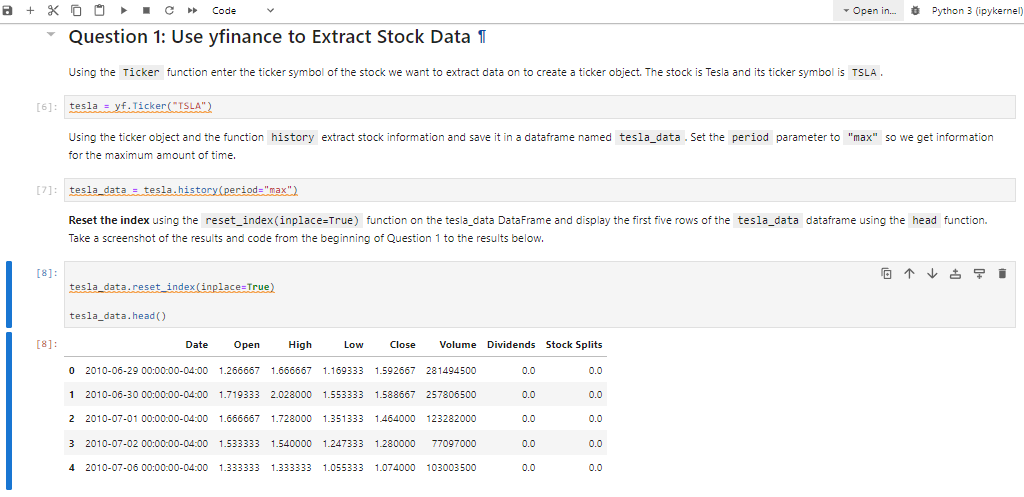 Code
Open in...
Python 3 (ipykernel)
Question 1: Use yfinance to Extract Stock Data ¶
Using the Ticker function enter the ticker symbol of the stock we want to extract data on to create a ticker object. The stock is Tesla and its ticker symbol is TSLA .
[6]: tesla = yf.Ticker("TSLA")
Using the ticker object and the function history extract stock information and save it in a dataframe named tesla_data . Set the period parameter to "max" so we get information
for the maximum amount of time.
[7]: tesla_data = tesla.history(period="max")
Reset the index using the reset_index(inplace=True) function on the tesla_data DataFrame and display the first five rows of the tesla_data dataframe using the head function.
Take a screenshot of the results and code from the beginning of Question 1 to the results below.
[8]:
tesla_data.reset_index(inplace=True)
tesla_data.head()
[8]: Date Open High Low Close Volume Dividends Stock Splits
0 2010-06-29 00:00:00-04:00 1.266667 1.666667 1.169333 1.592667 281494500 0.0 0.0
1 2010-06-30 00:00:00-04:00 1.719333 2.028000 1.553333 1.588667 257806500 0.0 0.0
2 2010-07-01 00:00:00-04:00 1.666667 1.728000 1.351333 1.464000 123282000 0.0 0.0
3 2010-07-02 00:00:00-04:00 1.533333 1.540000 1.247333 1.280000 77097000 0.0 0.0
4 2010-07-06 00:00:00-04:00 1.333333 1.333333 1.055333 1.074000 103003500 0.0 0.0